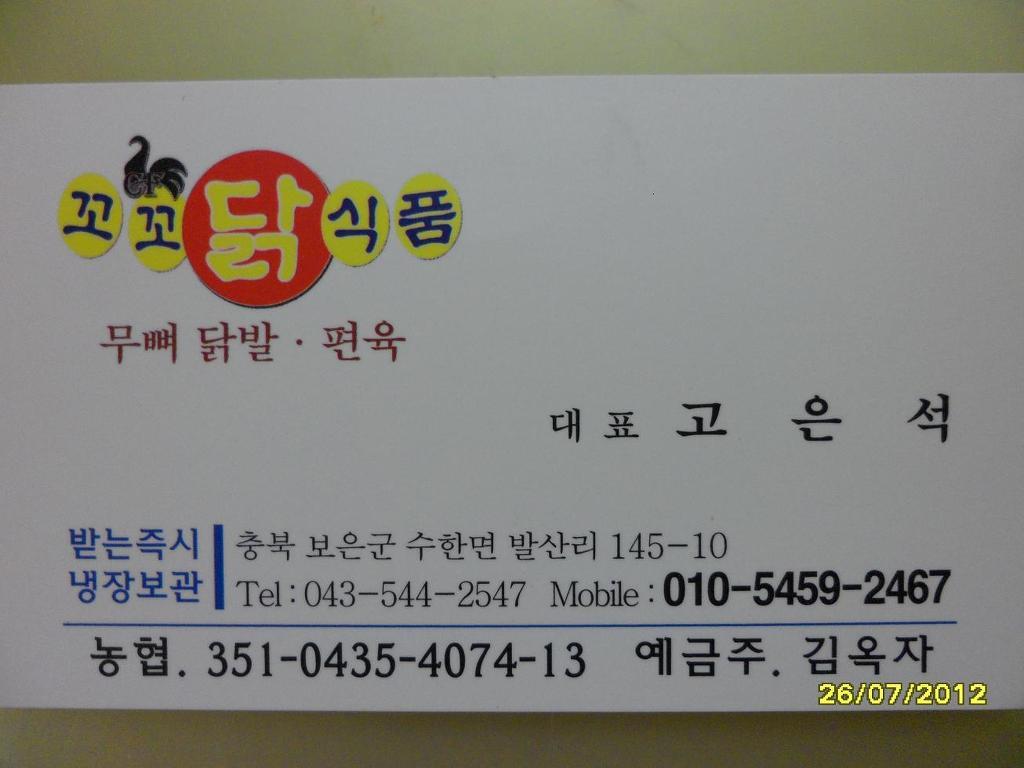 꼬꼬닭식품
무뼈 닭발 · 편육
대표 고 은 석
받는즉시
냉장보관
충북 보은군 수한면 발산리 145-10
Tel : 043-544-2547 Mobile : 010-5459-2467
농협. 351-0435-4074-13 예금주. 김옥자
26/07/2012